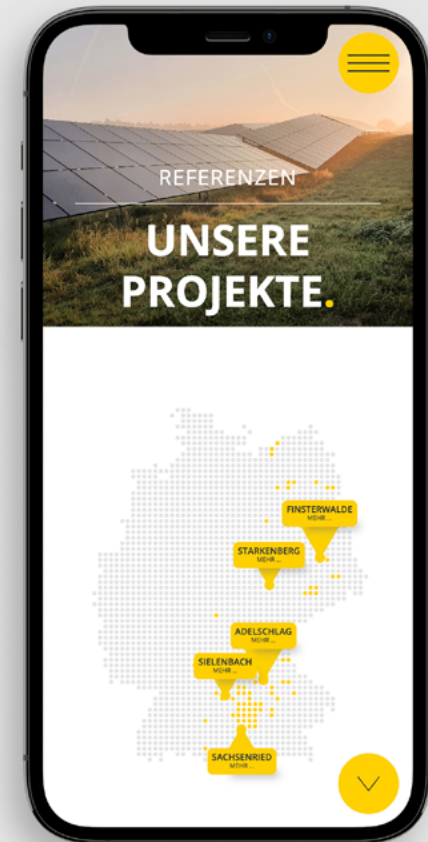 REFERENZEN
UNSERE
PROJEKTE.
FINSTERWALDE
MEHR ...
STARKENBERG
MEHR ...
ADELSCHLAG
MEHR ...
SIELENBACH
MEHR ...
SACHSENRIED
MEHR ...